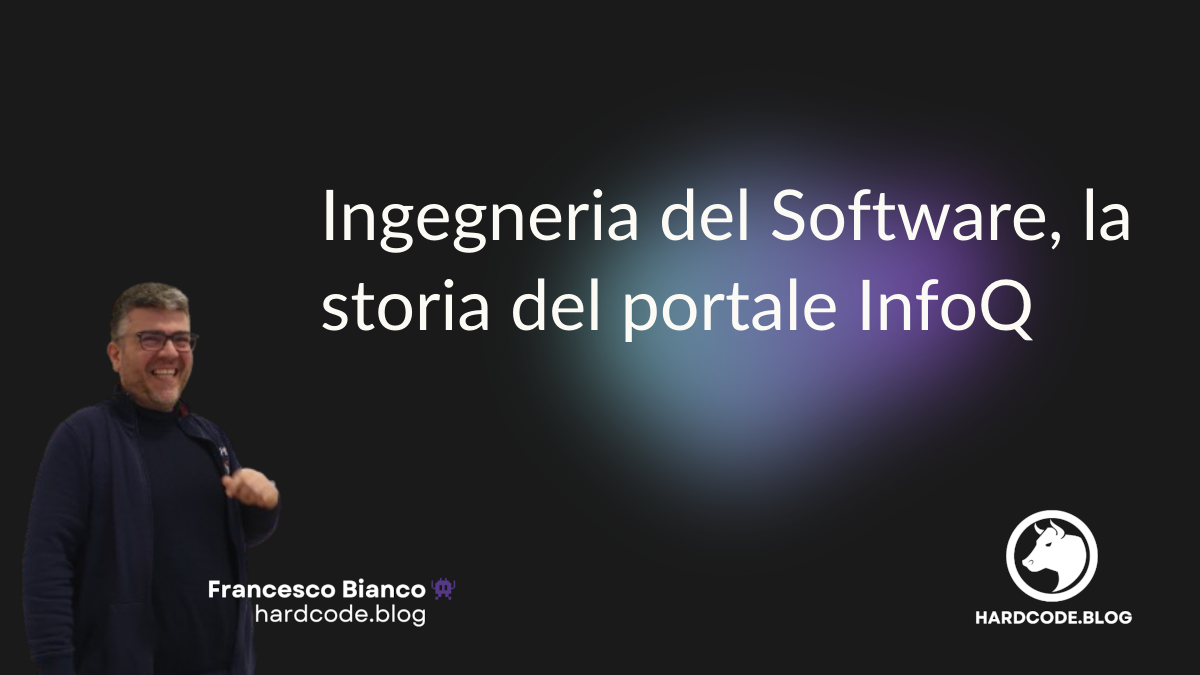 Ingegneria del Software, la
storia del portale InfoQ
Francesco Bianco
hardcode.blog
HARDCODE.BLOG